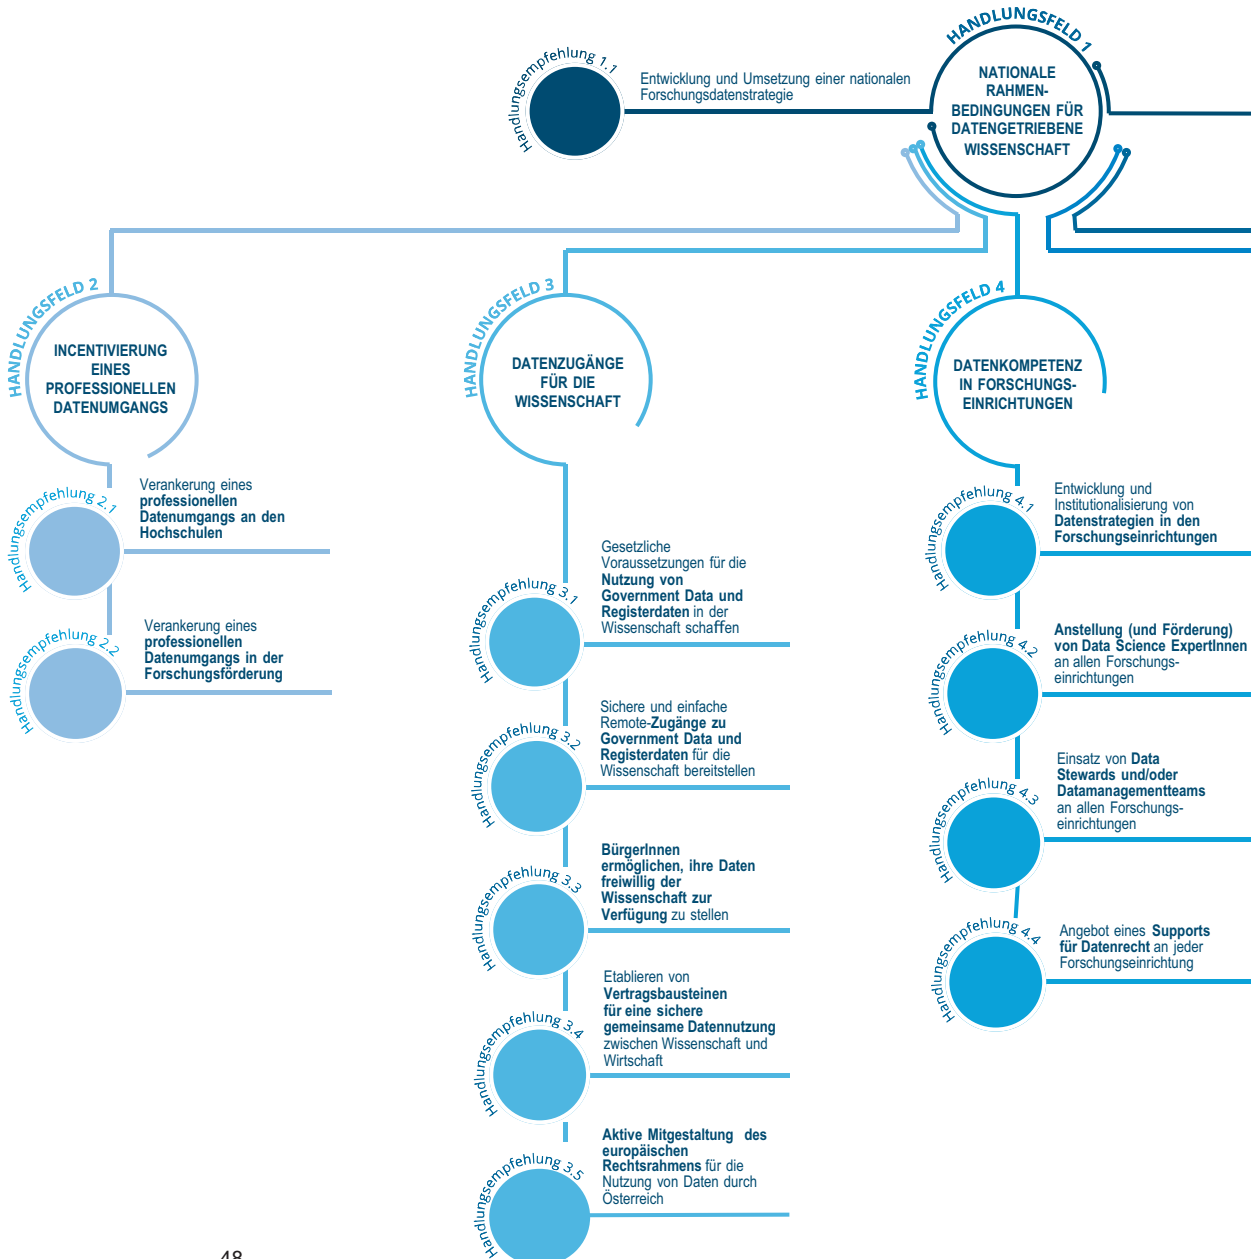 HANDLUNGSFELD 1
NATIONALE
RAHMEN-
BEDINGUNGEN FÜR
DATENGETRIEBENE
WISSENSCHAFT
Handlungsempfehlung 1.1
Entwicklung und Umsetzung einer nationalen
Forschungsdatenstrategie
HANDLUNGSFELD 2
INCENTIVIERUNG
EINES
PROFESSIONELLEN
DATENUMGANGS
Handlungsempfehlung 2.1
Verankerung eines
professionellen
Datenumgangs an den
Hochschulen
Handlungsempfehlung 2.2
Verankerung eines
professionellen
Datenumgangs in der
Forschungsförderung
HANDLUNGSFELD 3
DATENZUGÄNGE
FÜR DIE
WISSENSCHAFT
Handlungsempfehlung 3.1
Gesetzliche
Voraussetzungen für die
Nutzung von
Government Data und
Registerdaten in der
Wissenschaft schaffen
Handlungsempfehlung 3.2
Sichere und einfache
Remote-Zugänge zu
Government Data und
Registerdaten für die
Wissenschaft bereitstellen
Handlungsempfehlung 3.3
BürgerInnen
ermöglichen, ihre Daten
freiwillig der
Wissenschaft zur
Verfügung zu stellen
Handlungsempfehlung 3.4
Etablieren von
Vertragsbausteinen
für eine sichere
gemeinsame Datennutzung
zwischen Wissenschaft und
Wirtschaft
Handlungsempfehlung 3.5
Aktive Mitgestaltung des
europäischen
Rechtsrahmens für die
Nutzung von Daten durch
Österreich
HANDLUNGSFELD 4
DATENKOMPETENZ
IN FORSCHUNGS-
EINRICHTUNGEN
Handlungsempfehlung 4.1
Entwicklung und
Institutionalisierung von
Datenstrategien in den
Forschungseinrichtungen
Handlungsempfehlung 4.2
Anstellung (und Förderung)
von Data Science ExpertInnen
an allen Forschungs-
einrichtungen
Handlungsempfehlung 4.3
Einsatz von Data
Stewards und/oder
Datamanagementteams
an allen Forschungs-
einrichtungen
Handlungsempfehlung 4.4
Angebot eines Supports
für Datenrecht an jeder
Forschungseinrichtung
48